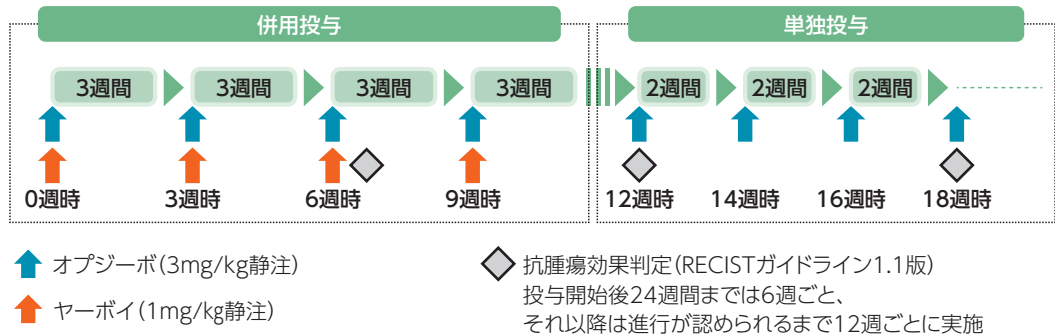 併用投与
単独投与
3週間 3週間 3週間 3週間 2週間 2週間 2週間
0週時 3週時 6週時 9週時 12週時 14週時 16週時 18週時
オプジーボ(3mg/kg静注)
ヤーボイ(1mg/kg静注)
抗腫瘍効果判定(RECISTガイドライン1.1版)
投与開始後24週間までは6週ごと、
それ以降は進行が認められるまで12週ごとに実施